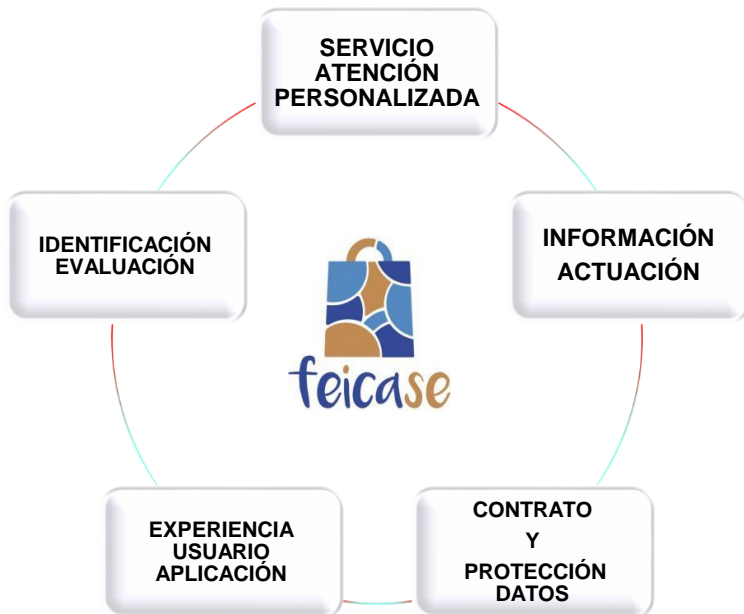 SERVICIO
ATENCIÓN
PERSONALIZADA
IDENTIFICACIÓN
EVALUACIÓN
INFORMACIÓN
ACTUACIÓN
feicase
EXPERIENCIA
USUARIO
APLICACIÓN
CONTRATO
Y
PROTECCIÓN
DATOS